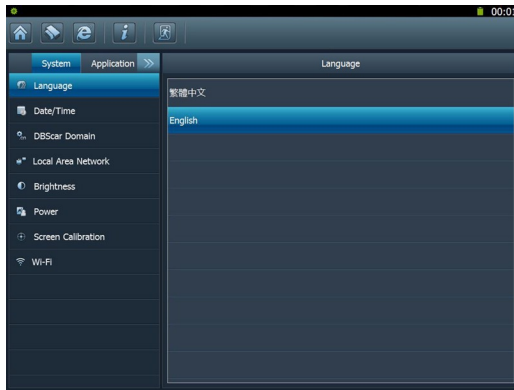 00:03
System Application
Language
Language
Date/Time
DBScar Domain
Local Area Network
Brightness
Power
Screen Calibration
Wi-Fi
繁體中文
English